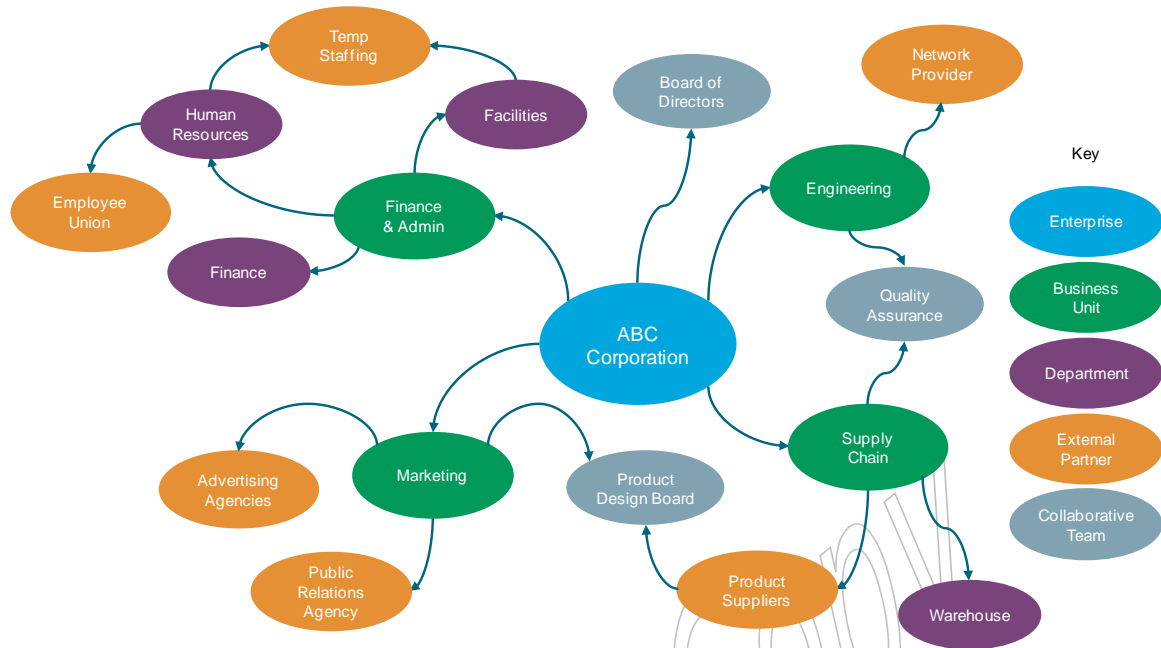 Temp
Staffing
Network
Provider
Board of
Directors
Human
Resources
Facilities
Key
Engineering
Employee
Union
Finance
& Admin
Enterprise
Finance
Quality
Assurance
Business
Unit
ABC
Corporation
Department
Supply
Chain
External
Partner
Advertising
Agencies
Marketing
Product
Design Board
Collaborative
Team
Public
Relations
Agency
Product
Suppliers
Warehouse